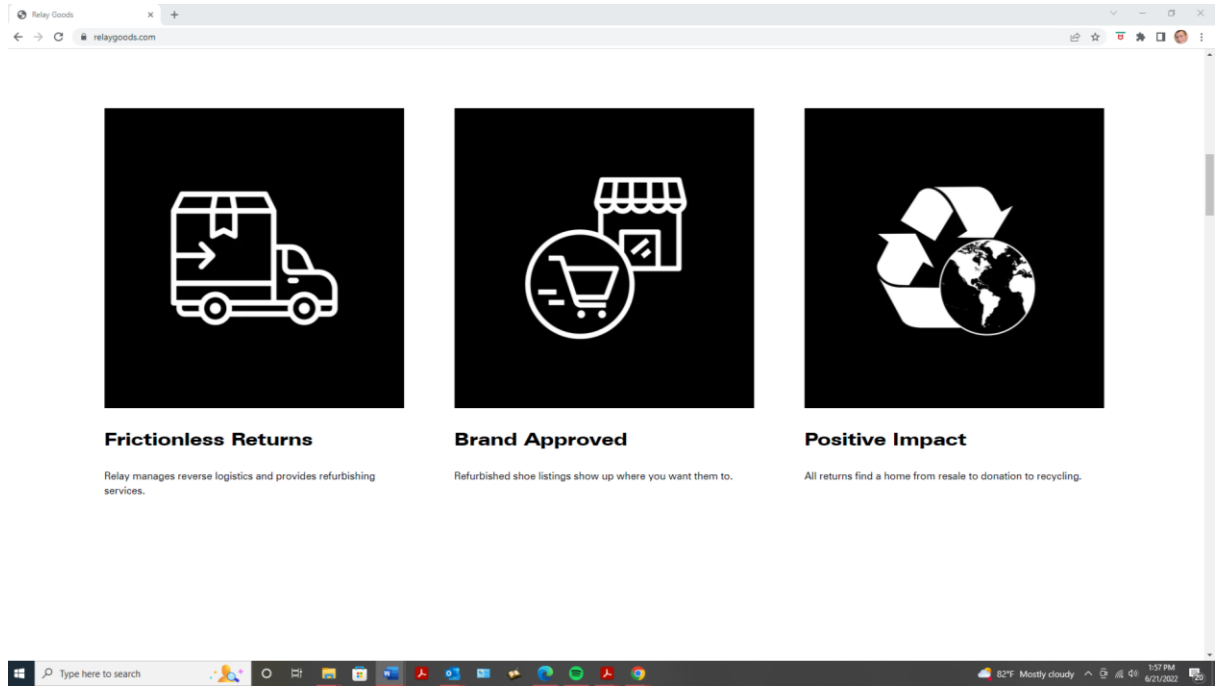 Relay Goods
relaygoods.com
Frictionless Returns
Relay manages reverse logistics and provides refurbishing
services.
Brand Approved
Refurbished shoe listings show up where you want them to.
Positive Impact
All returns find a home from resale to donation to recycling.
Type here to search
82°F Mostly cloudy
1:57 PM
6/21/2022
20